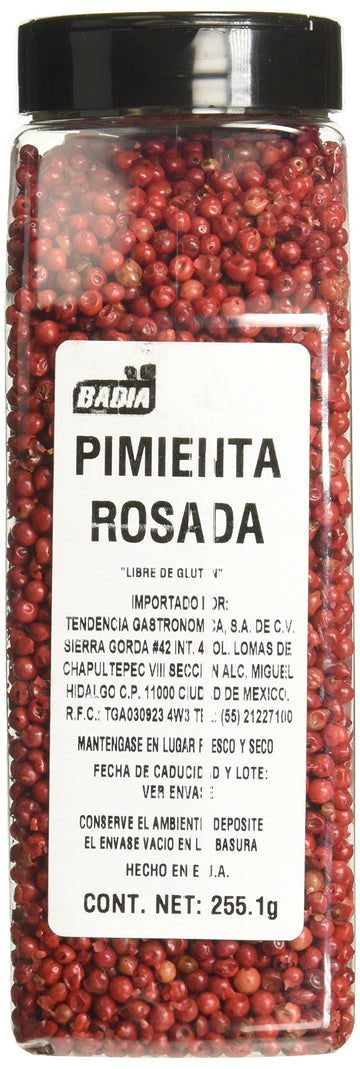 BADIA
PIMIENTA
ROSADA
"LIBRE DE GLUTEN"
IMPORTADO POR:
TENDENCIA GASTRONOMICA, S.A. DE C.V.
SIERRA GORDA #42 INT. 4 COL. LOMAS DE
CHAPULTEPEC VIII SECCION ALC. MIGUEL
HIDALGO C.P. 11000 CIUDAD DE MEXICO.
R.F.C.: TGA030923 4W3 TEL.: (55) 21227100
MANTENGASE EN LUGAR FRESCO Y SECO
FECHA DE CADUCIDAD Y LOTE:
VER ENVASE
CONSERVE EL AMBIENTE DEPOSITE
EL ENVASE VACIO EN LA BASURA
HECHO EN E.U.A.
CONT. NET: 255.1g